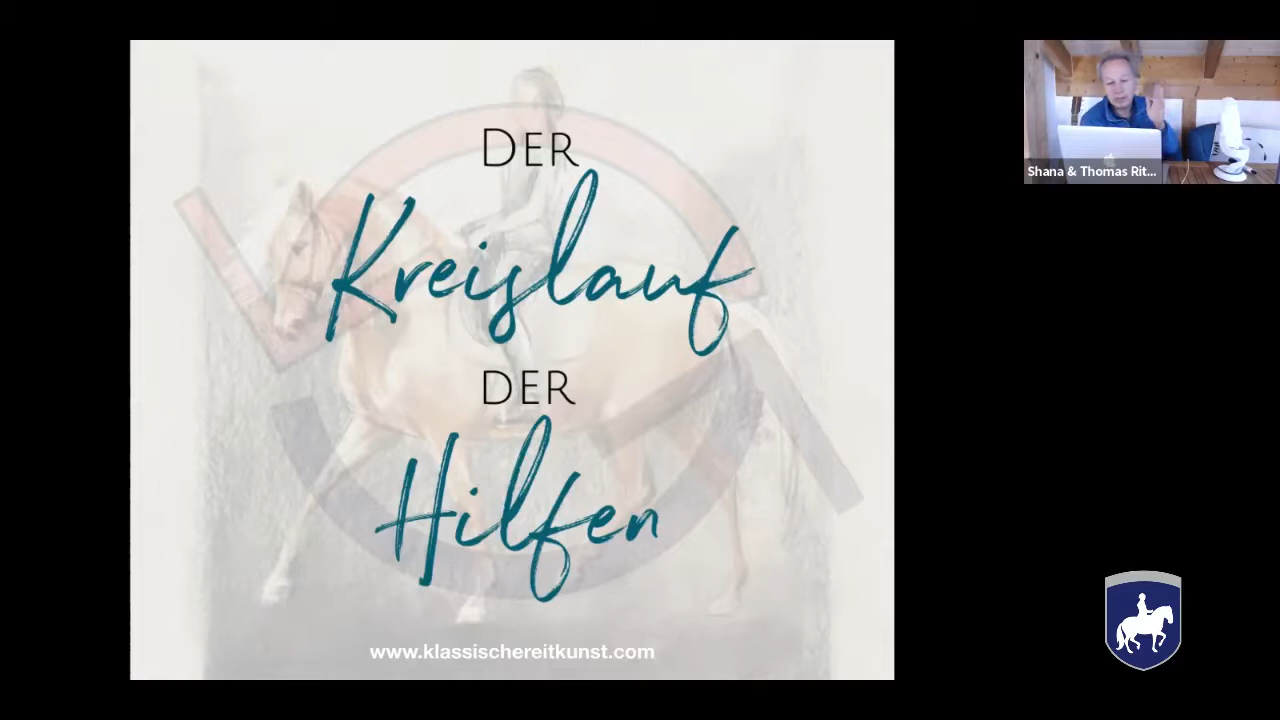 DER
Kreislauf
DER
Hilfen
www.klassischereitkunst.com
Shana & Thomas Rit...